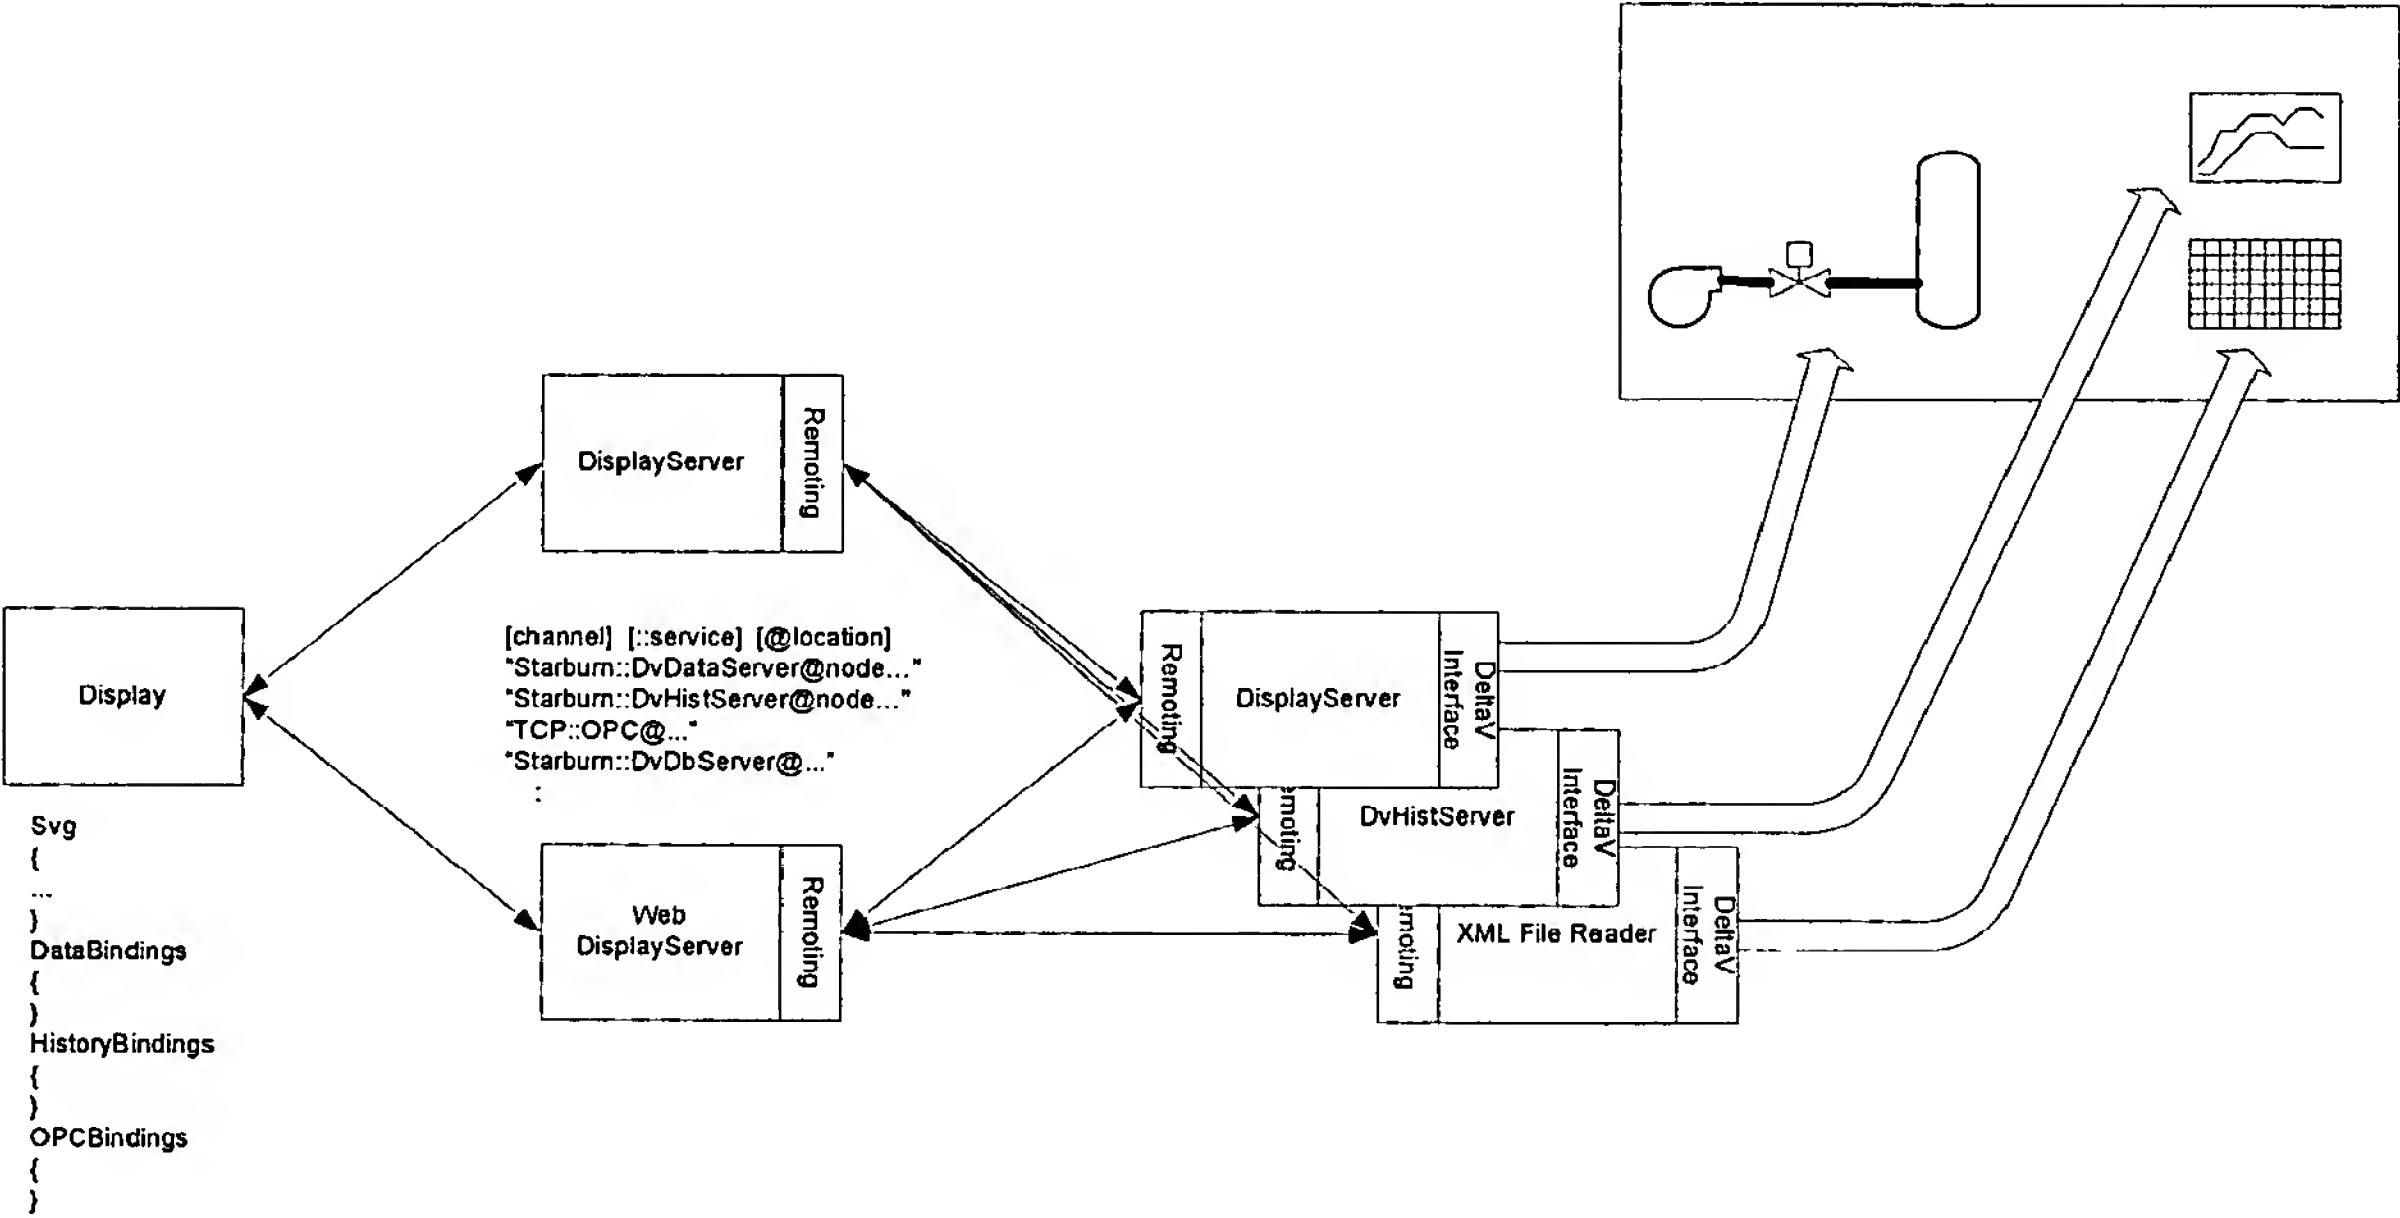 DisplayServer
Remoting
Display
[channel] [::service] [@location]
"Starburn::DvDataServer@node..."
"Starburn::DvHistServer@node..."
"TCP::OPC@..."
"Starburn::DvDbServer@..."
:
Remoting
DisplayServer
DeltaV
Interface
emoting
DvHistServer
DeltaV
Interface
emoting
XML File Reader
DeltaV
Interface
Web
DisplayServer
Remoting
Svg
{
...
}
DataBindings
{
}
HistoryBindings
{
}
OPCBindings
{
}